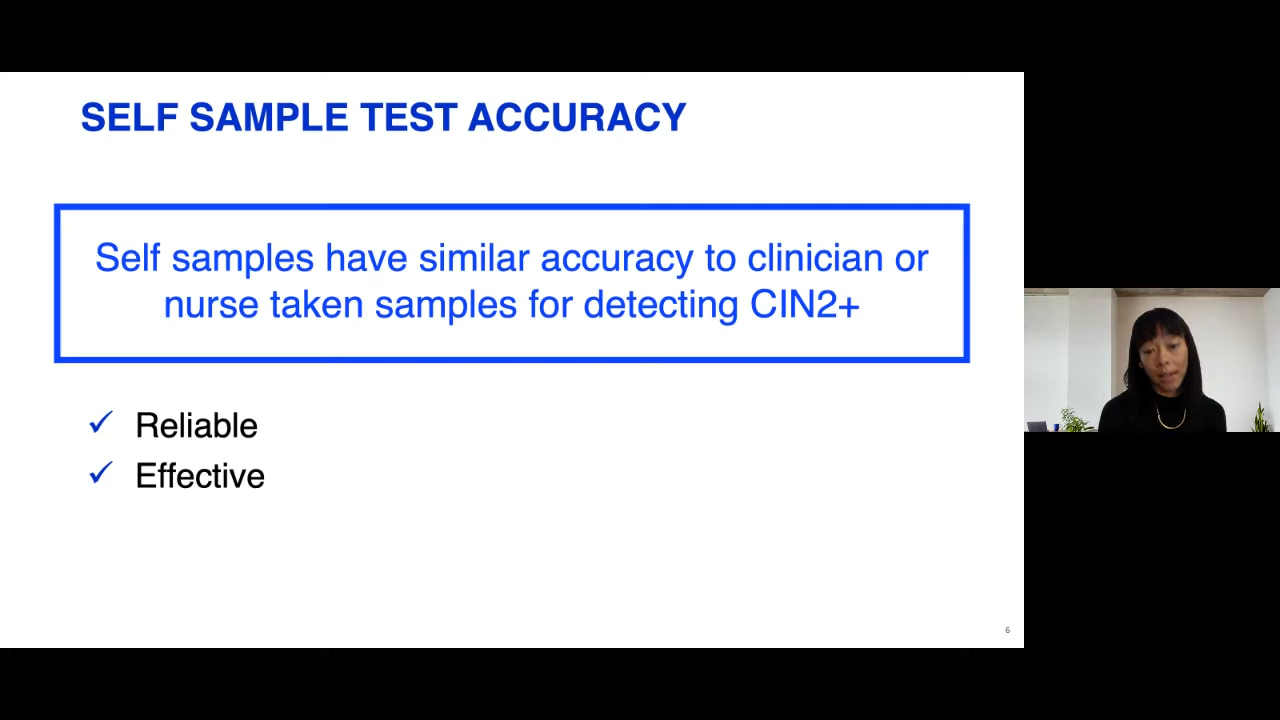 SELF SAMPLE TEST ACCURACY
Self samples have similar accuracy to clinician or
nurse taken samples for detecting CIN2+
✓ Reliable
✓ Effective
6